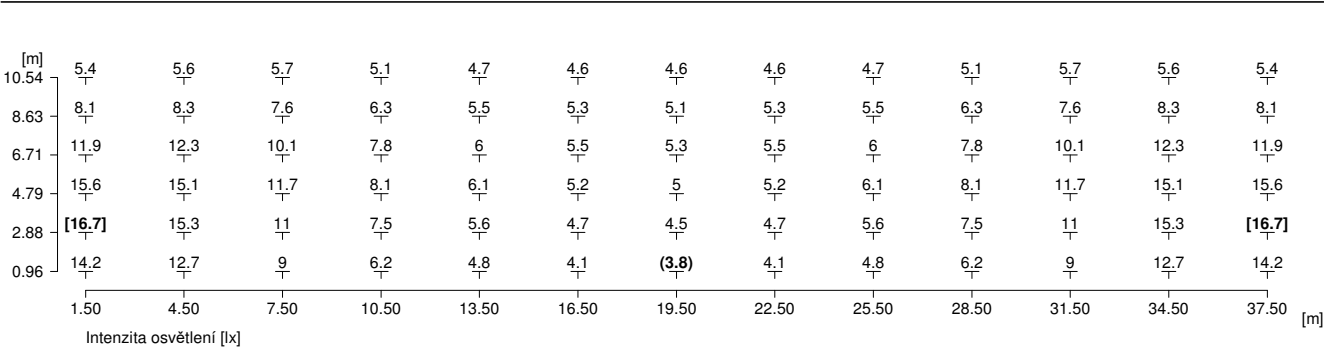 [m]
10.54 5.4 5.6 5.7 5.1 4.7 4.6 4.6 4.6 4.7 5.1 5.7 5.6 5.4
8.63 8.1 8.3 7.6 6.3 5.5 5.3 5.1 5.3 5.5 6.3 7.6 8.3 8.1
6.71 11.9 12.3 10.1 7.8 6 5.5 5.3 5.5 6 7.8 10.1 12.3 11.9
4.79 15.6 15.1 11.7 8.1 6.1 5.2 5 5.2 6.1 8.1 11.7 15.1 15.6
2.88 [16.7] 15.3 11 7.5 5.6 4.7 4.5 4.7 5.6 7.5 11 15.3 [16.7]
0.96 14.2 12.7 9 6.2 4.8 4.1 (3.8) 4.1 4.8 6.2 9 12.7 14.2
1.50 4.50 7.50 10.50 13.50 16.50 19.50 22.50 25.50 28.50 31.50 34.50 37.50
[m]
Intenzita osvětlení [lx]